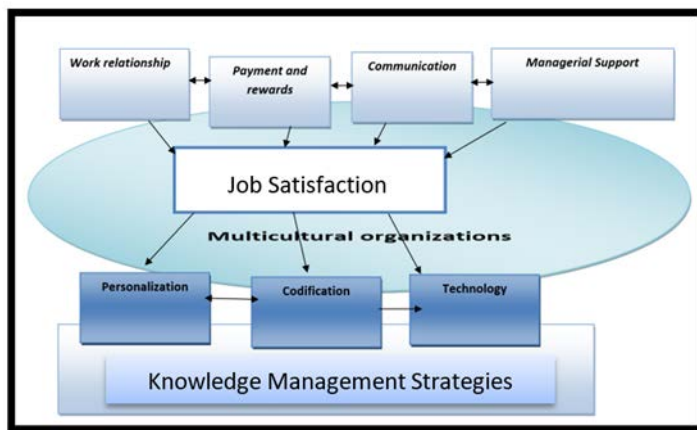 Work relationship
Payment and
rewards
Communication
Managerial Support
Job Satisfaction
Multicultural organizations
Personalization
Codification
Technology
Knowledge Management Strategies